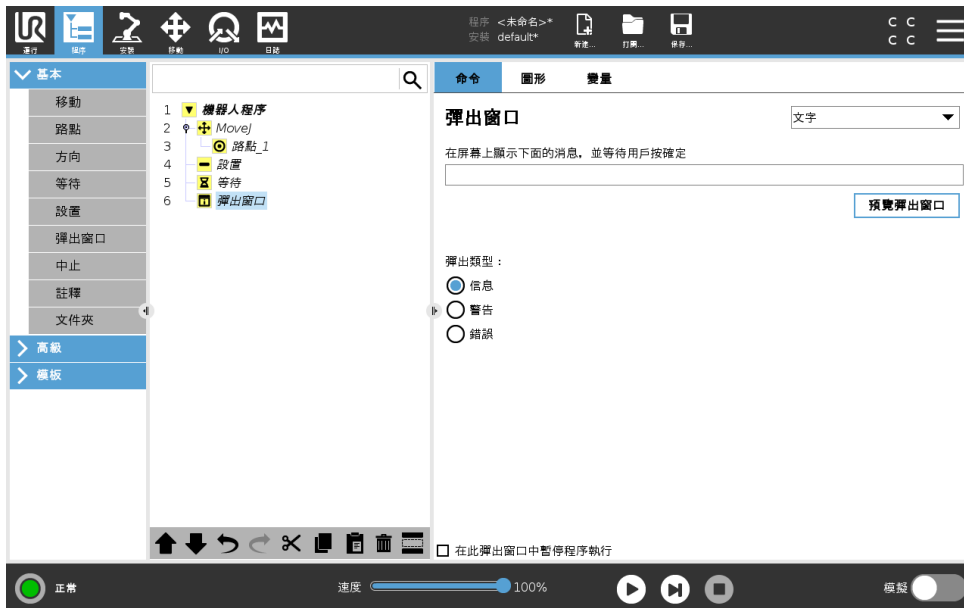 UR
運行
程序
安裝
移動
I/O
日誌
程序 <未命名>*
安裝 default*
新建...
打開...
保存...
C C
C C
基本
移動
路點
方向
等待
設置
彈出窗口
中止
註釋
文件夾
高級
模板
1 機器人程序
2 MoveJ
3 路點_1
4 設置
5 等待
6 彈出窗口
命令 圖形 變量
彈出窗口
文字
在屏幕上顯示下面的消息，並等待用戶按確定
預覽彈出窗口
彈出類型：
信息
警告
錯誤
在此彈出窗口中暫停程序執行
正常
速度 100%
模擬